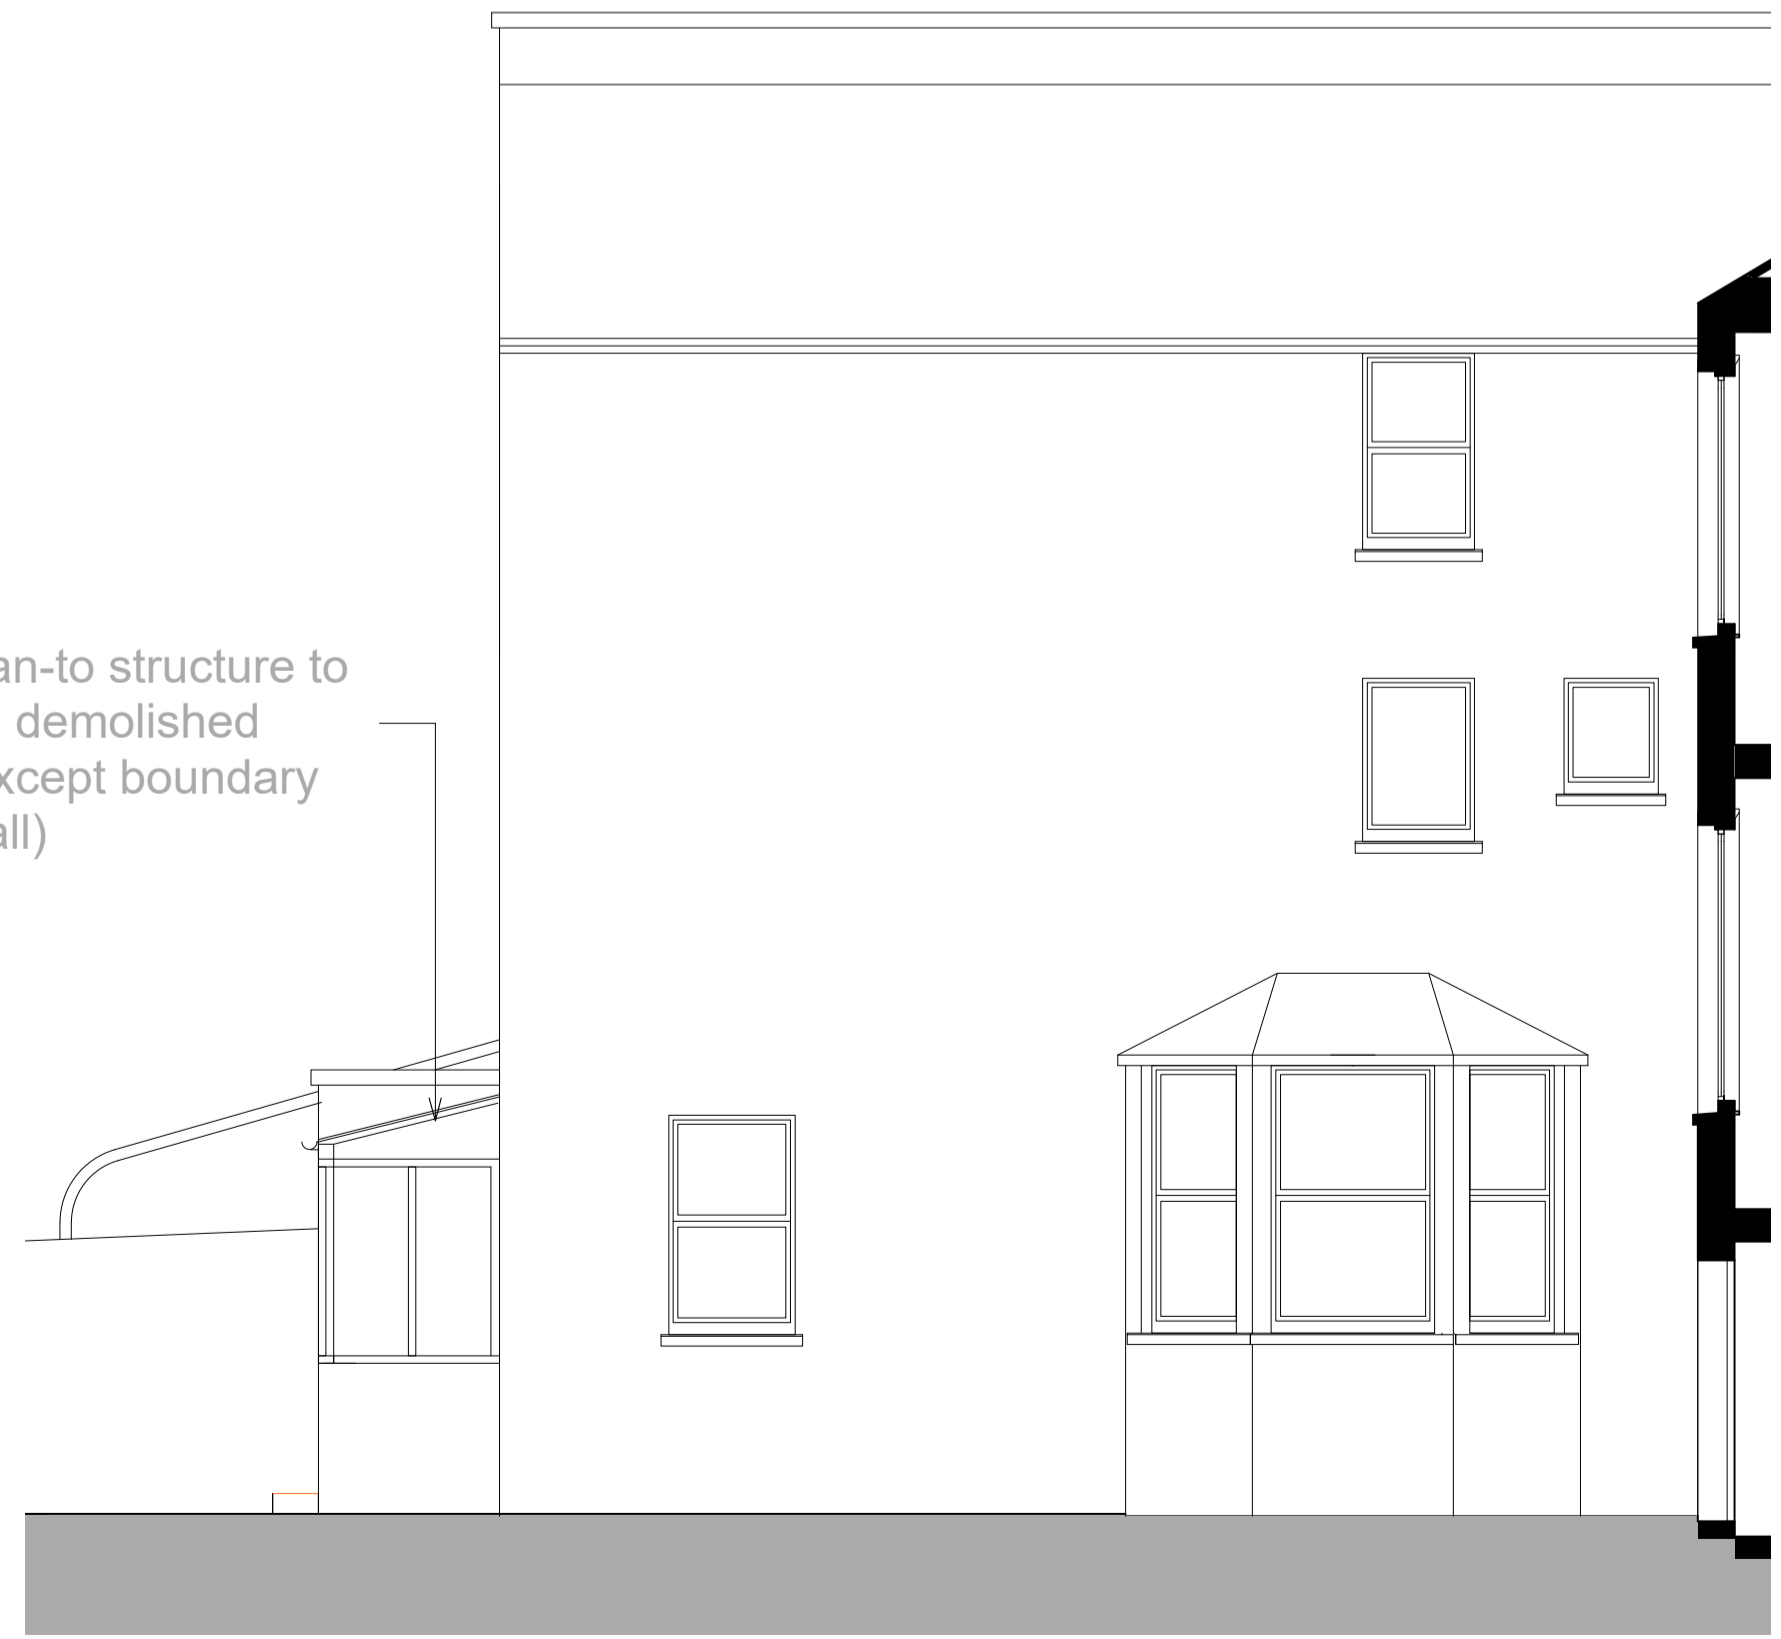 an-to structure to
demolished
xcept boundary
all)